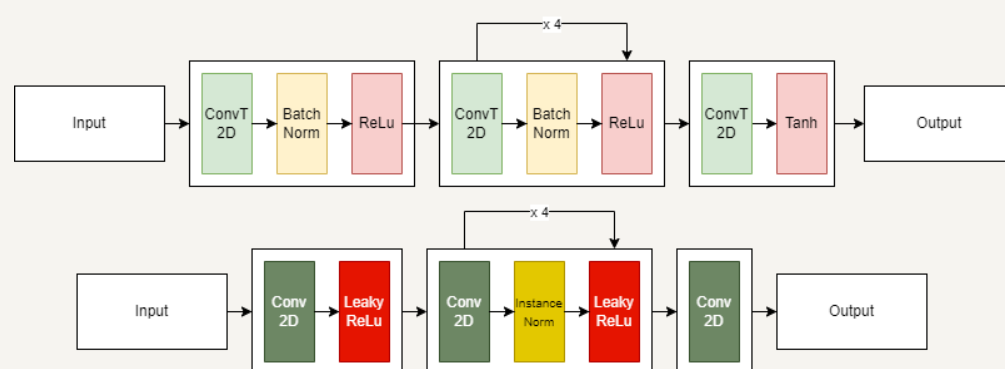 x 4
Input
ConvT
2D
Batch
Norm
ReLu
ConvT
2D
Batch
Norm
ReLu
ConvT
2D
Tanh
Output
x 4
Input
Conv
2D
Leaky
ReLu
Conv
2D
Instance
Norm
Leaky
ReLu
Conv
2D
Output